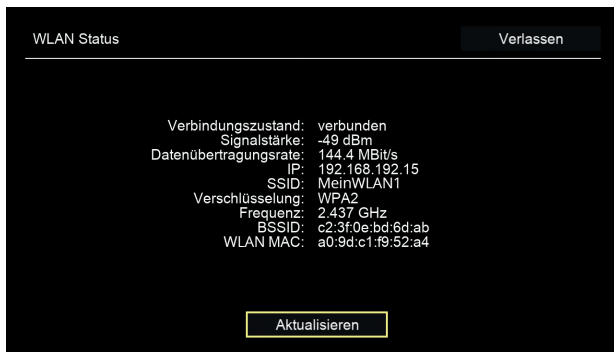 WLAN Status
Verlassen
Verbindungszustand: verbunden
Signalstärke: -49 dBm
Datenübertragungsrate: 144.4 MBit/s
IP: 192.168.192.15
SSID: MeinWLAN1
Verschlüsselung: WPA2
Frequenz: 2.437 GHz
BSSID: c2:3f:0e:bd:6d:ab
WLAN MAC: a0:9d:c1:f9:52:a4
Aktualisieren